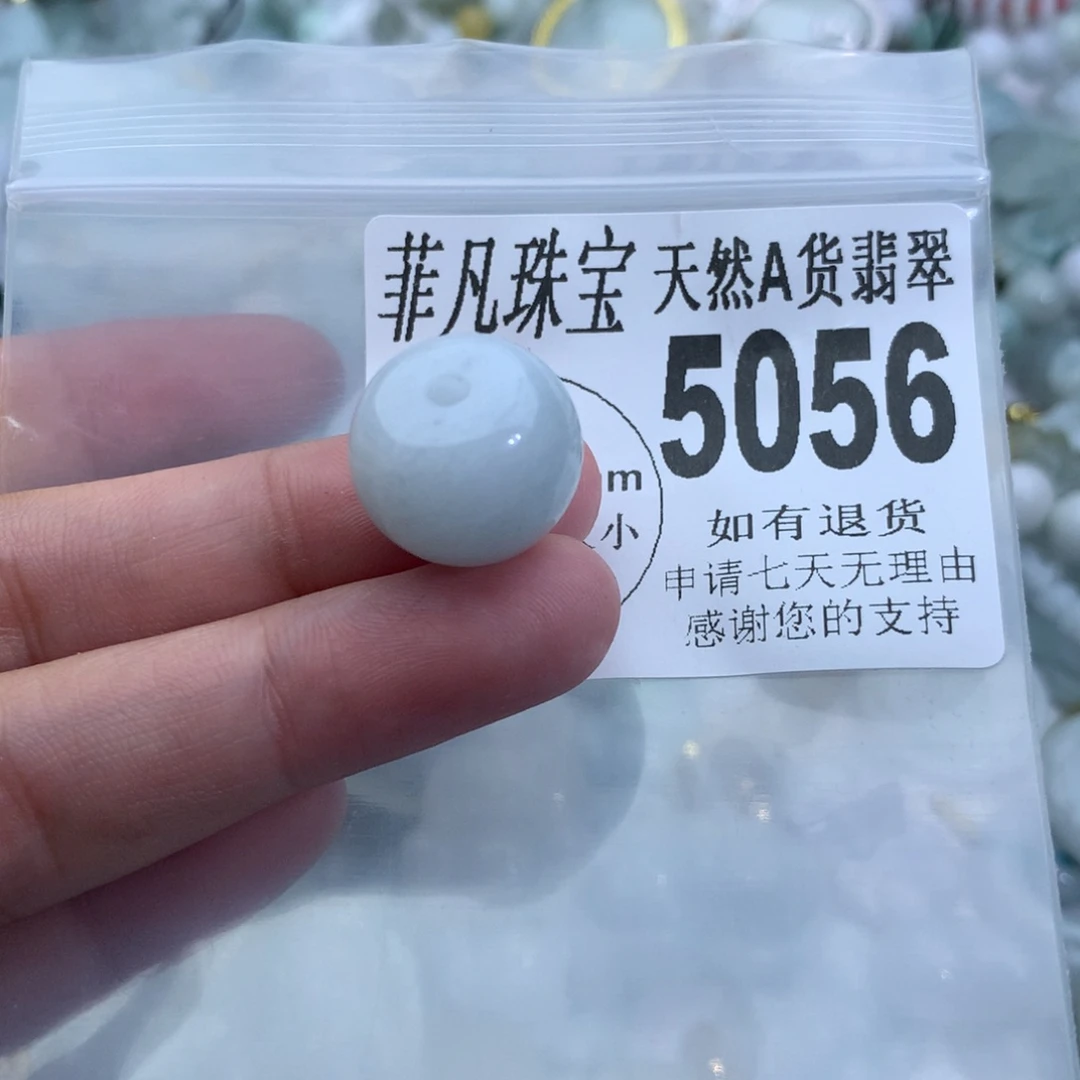 菲凡珠宝 天然A货翡翠
5056
m
小
如有退货
申请七天无理由
感谢您的支持